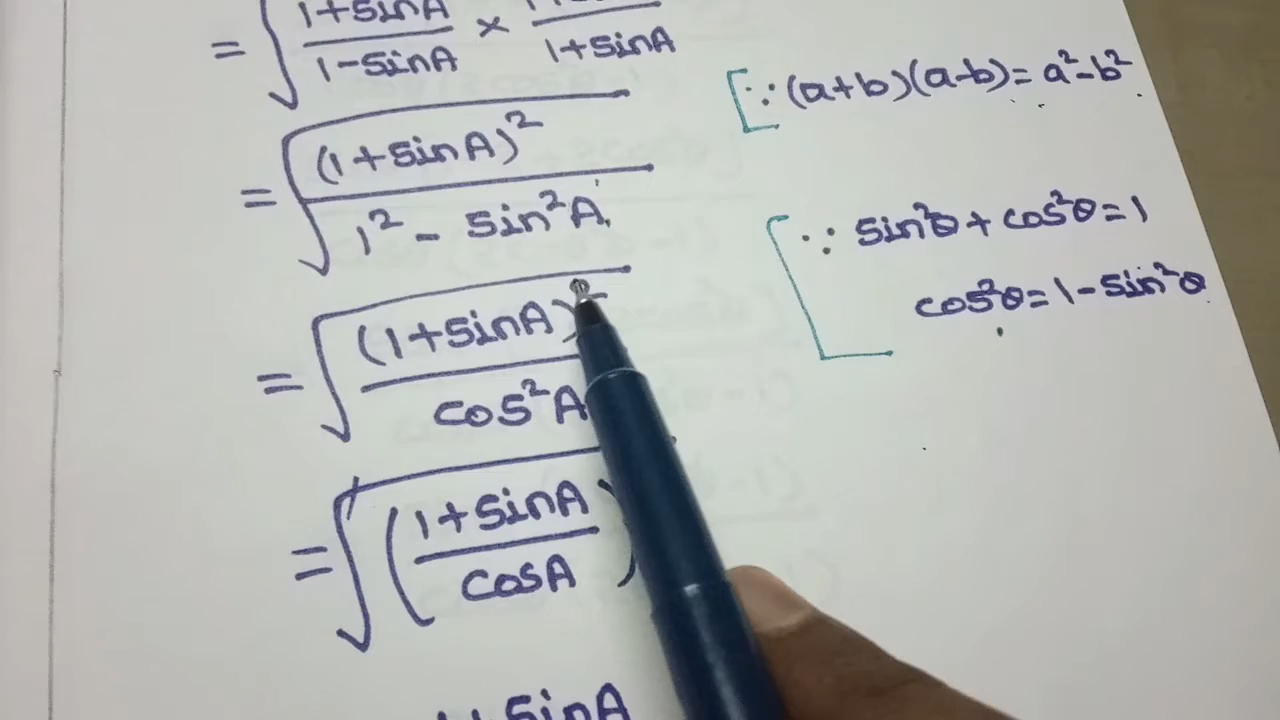 = √ 1+sinA / 1-sinA × / 1+sinA
[∵ (a+b)(a-b) = a² - b²
= √ (1+sinA)² / 1² - sin²A
[∵ sin²θ + cos²θ = 1
cos²θ = 1 - sin²θ
= √ (1+sinA)² / cos²A
= √ ( 1+sinA / cosA )
sinA